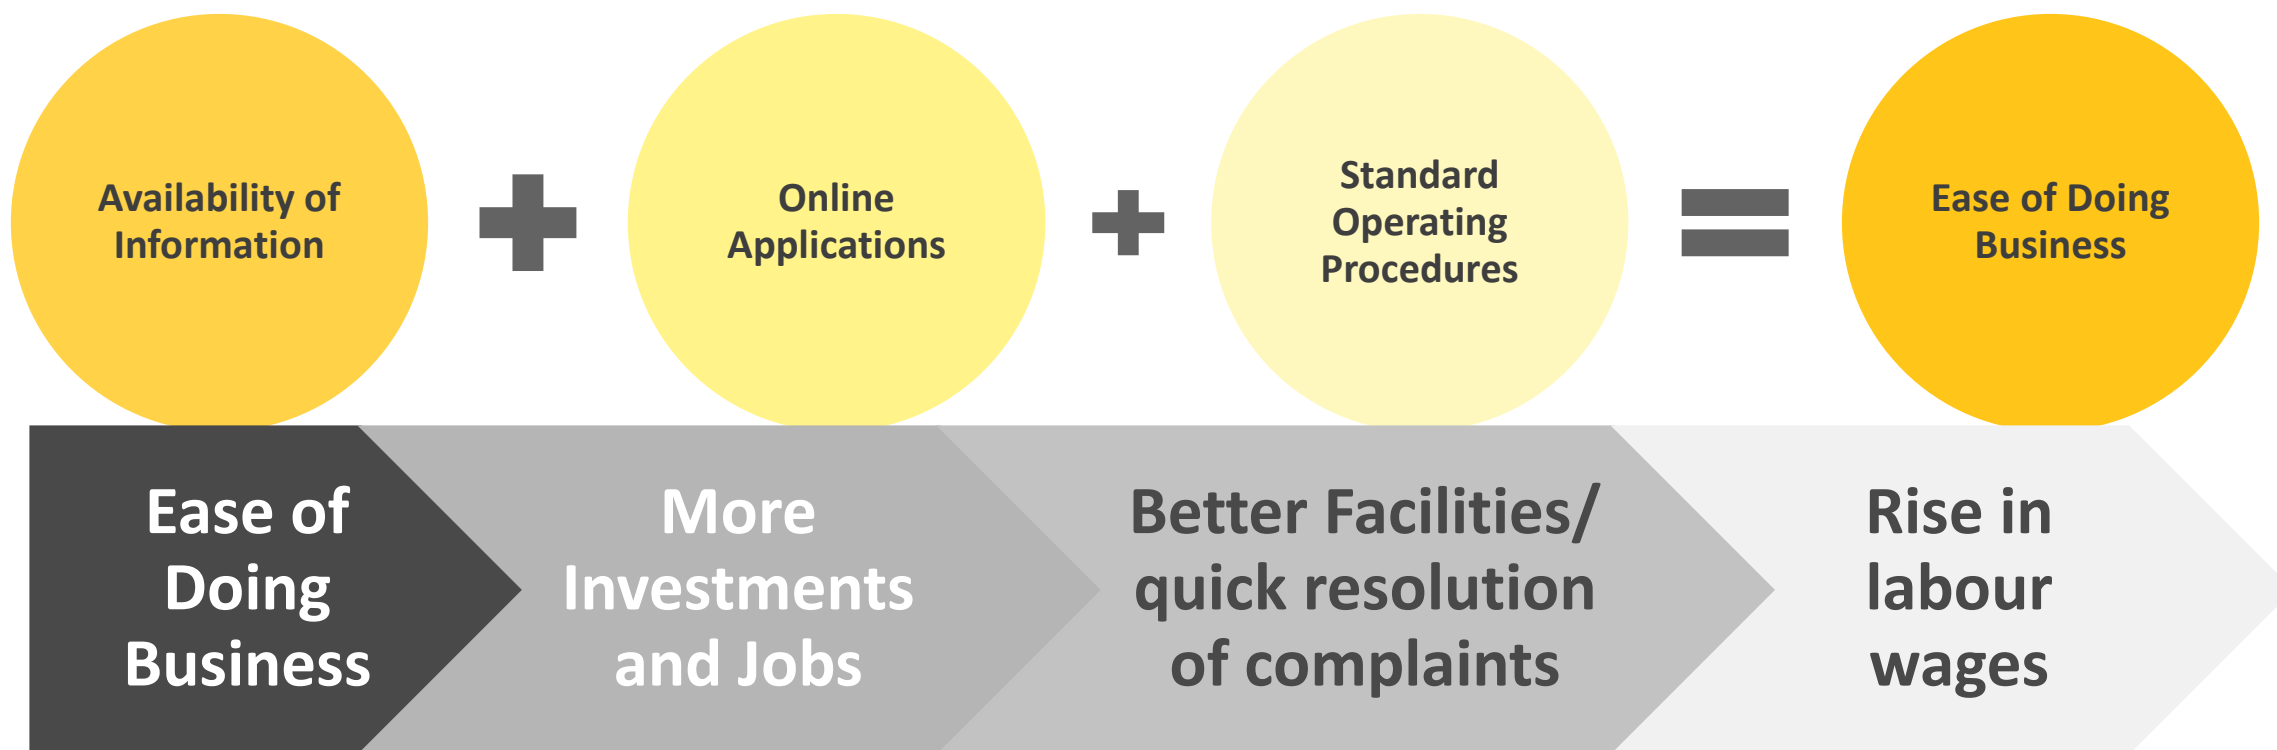 Availability of
Information
Online
Applications
Standard
Operating
Procedures
Ease of Doing
Business
Ease of
Doing
Business
More
Investments
and Jobs
Better Facilities/
quick resolution
of complaints
Rise in
labour
wages